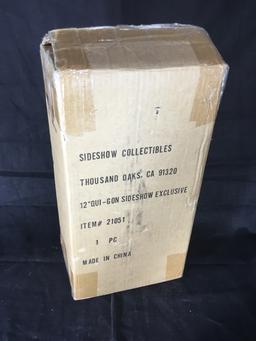 SIDESHOW COLLECTIBLES
THOUSAND OAKS, CA 91320
12"QUI-GON SIDESHOW EXCLUSIVE
ITEM# 21051
1 PC
MADE IN CHINA